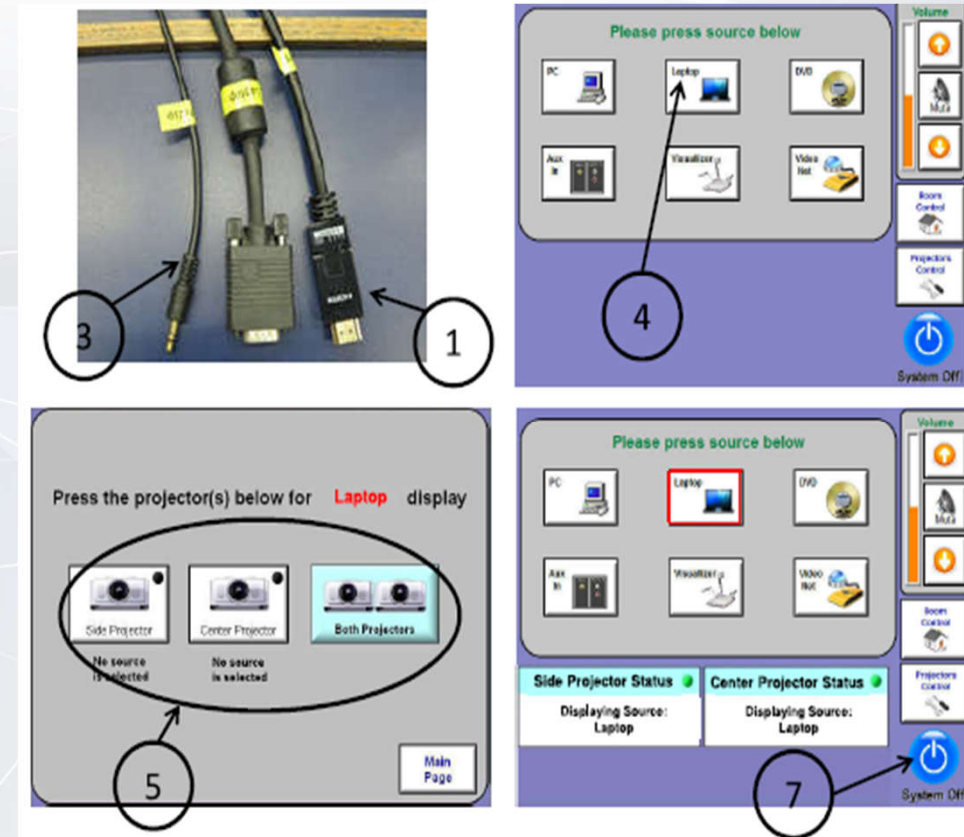 3
1
Please press source below
PC
Laptop
DVD
Aux
In
Visualizer
Video
Net
4
Volume
Mute
Room
Control
Projectors
Control
System Off
Press the projector(s) below for Laptop display
Side Projector
Center Projector
Both Projectors
No source
is selected
No source
is selected
5
Main
Page
Please press source below
PC
Laptop
DVD
Aux
In
Visualizer
Video
Net
Side Projector Status
Displaying Source:
Laptop
Center Projector Status
Displaying Source:
Laptop
7
Volume
Mute
Room
Control
Projectors
Control
System Off